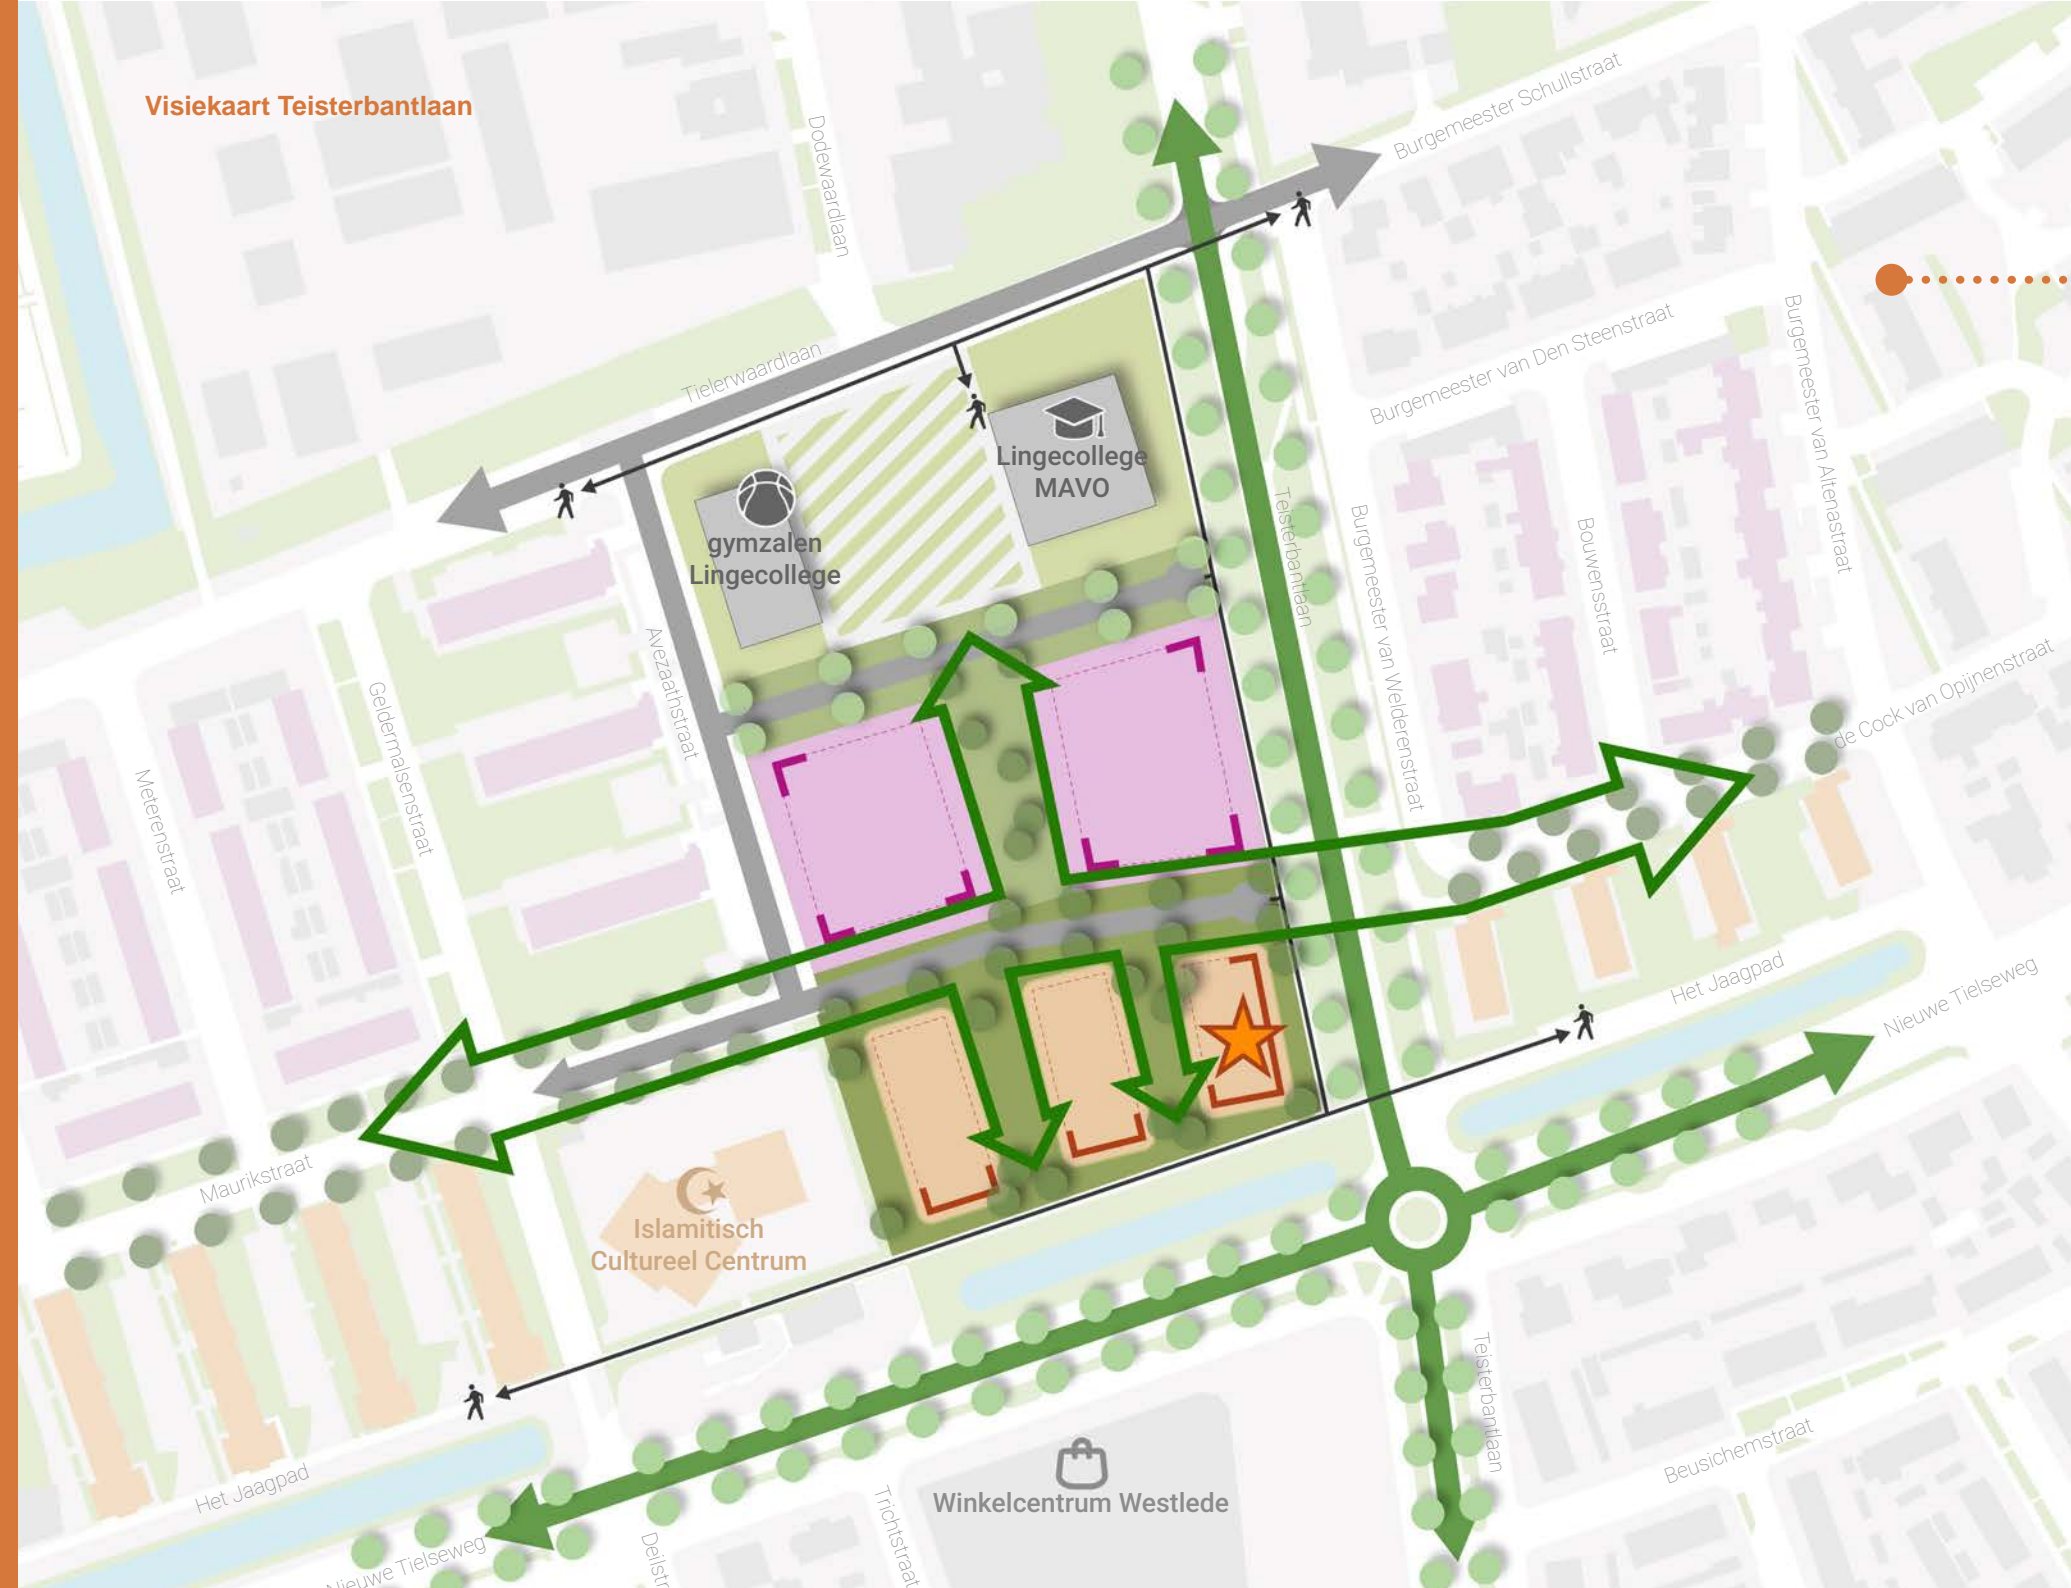 Visiekaart Teisterbantlaan
Dodewaardlaan
Burgemeester Schullstraat
Tielerwaardlaan
Burgemeester van Den Steenstraat
Burgemeester van Altenastraat
Lingecollege
MAVO
gymzalen
Lingecollege
Teisterbantlaan
Burgemeester van Welderenstraat
Bouwensstraat
Avezaathstraat
Geldermalsenstraat
Meterenstraat
de Cock van Opijnenstraat
Het Jaagpad
Nieuwe Tielseweg
Maurikstraat
Islamitisch
Cultureel Centrum
Teisterbantlaan
Beusichemstraat
Het Jaagpad
Winkelcentrum Westlede
Trichtstraat
Deilstr
Nieuwe Tielseweg